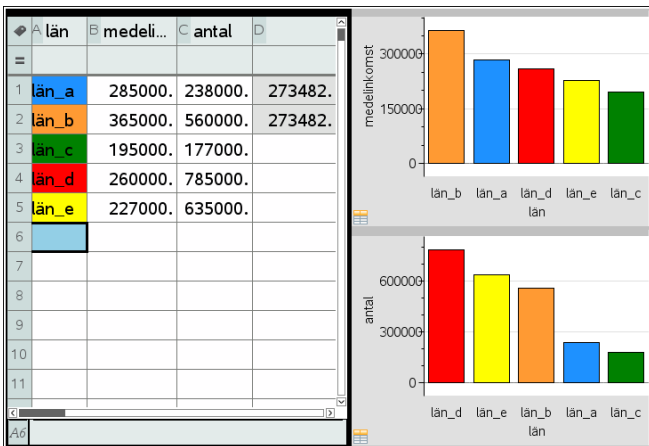 A län B medeli... C antal D
=
1 län_a 285000. 238000. 273482.
2 län_b 365000. 560000. 273482.
3 län_c 195000. 177000.
4 län_d 260000. 785000.
5 län_e 227000. 635000.
6
7
8
9
10
11
A6
medelinkomst
300000
150000
0
län_b län_a län_d län_e län_c
län
antal
600000
300000
0
län_d län_e län_b län_a län_c
län